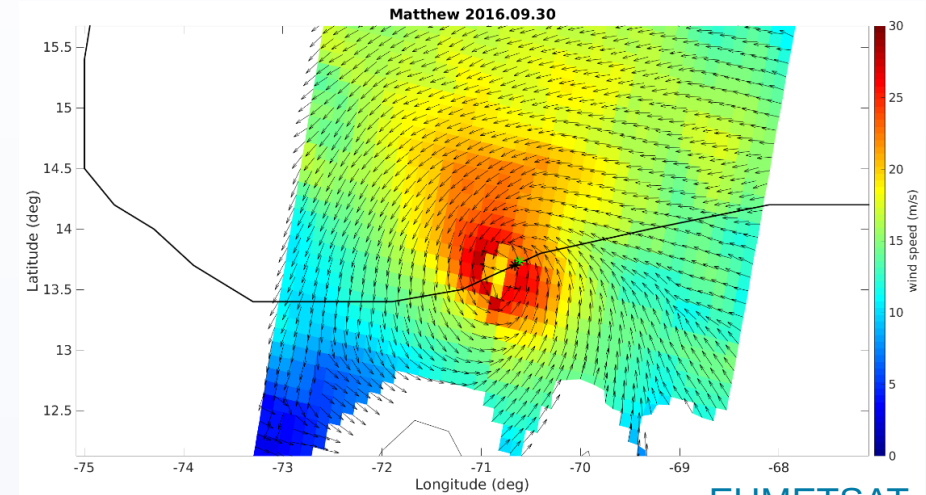 Matthew 2016.09.30
15.5
15
14.5
14
13.5
13
12.5
Latitude (deg)
-75 -74 -73 -72 -71 -70 -69 -68
Longitude (deg)
30
25
20
15
10
5
0
wind speed (m/s)
EUMETSAT